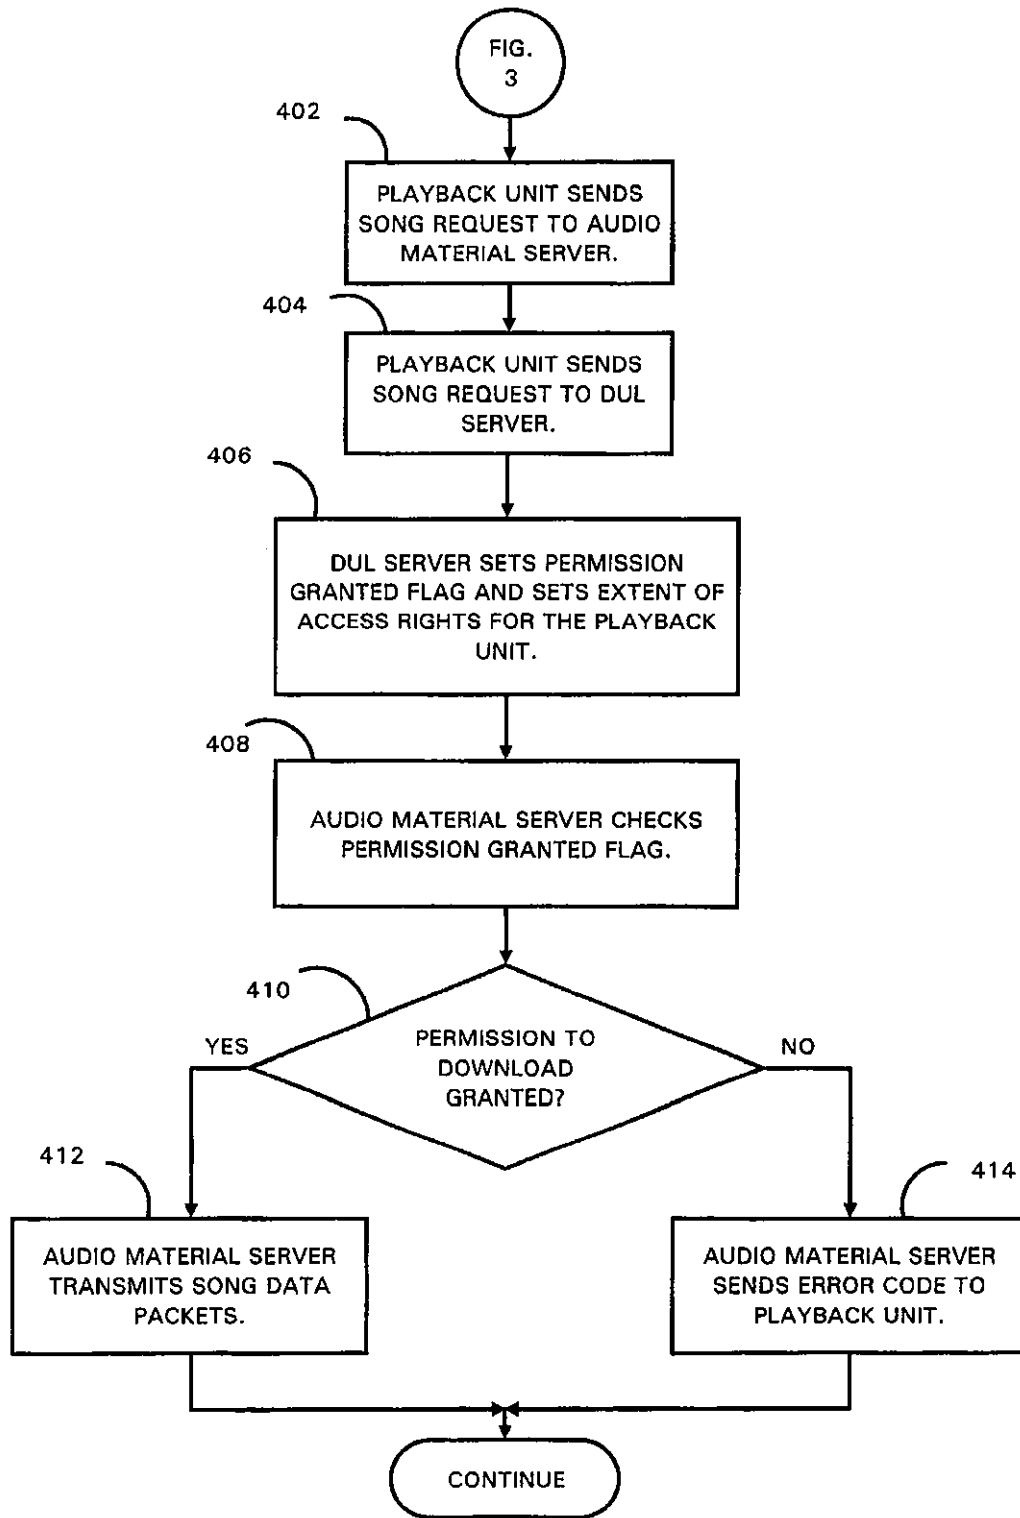 FIG.
3
402
PLAYBACK UNIT SENDS
SONG REQUEST TO AUDIO
MATERIAL SERVER.
404
PLAYBACK UNIT SENDS
SONG REQUEST TO DUL
SERVER.
406
DUL SERVER SETS PERMISSION
GRANTED FLAG AND SETS EXTENT OF
ACCESS RIGHTS FOR THE PLAYBACK
UNIT.
408
AUDIO MATERIAL SERVER CHECKS
PERMISSION GRANTED FLAG.
410
PERMISSION TO
DOWNLOAD
GRANTED?
YES
NO
412
AUDIO MATERIAL SERVER
TRANSMITS SONG DATA
PACKETS.
414
AUDIO MATERIAL SERVER
SENDS ERROR CODE TO
PLAYBACK UNIT.
CONTINUE